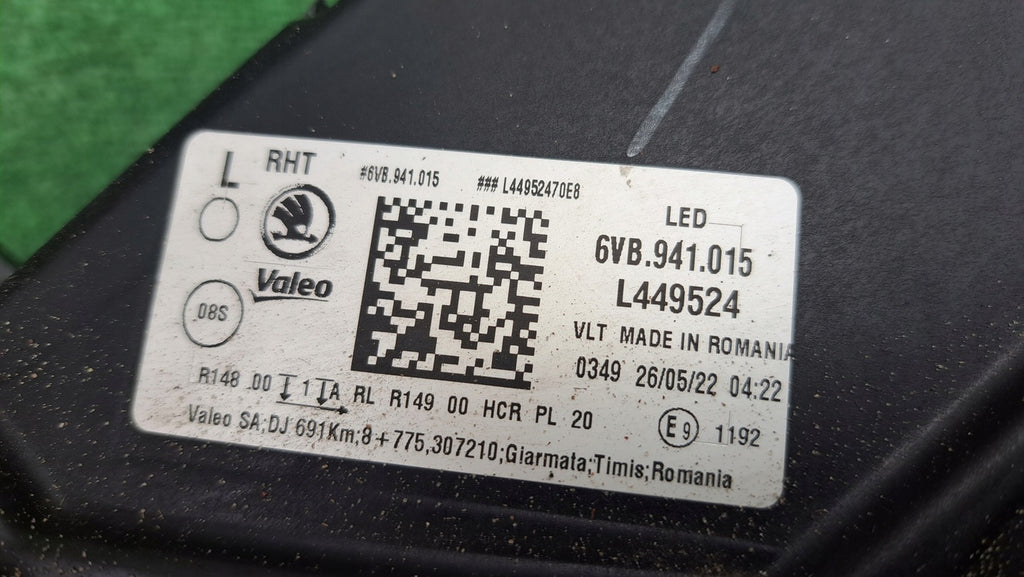 L RHT #6VB.941.015 ### L44952470E8
LED
6VB.941.015
Valeo
L449524
08S
VLT MADE IN ROMANIA
0349 26/05/22 04:22
R148 00 1 A RL R149 00 HCR PL 20
E9 1192
Valeo SA;DJ 691Km;8+775,307210;Giarmata;Timis;Romania